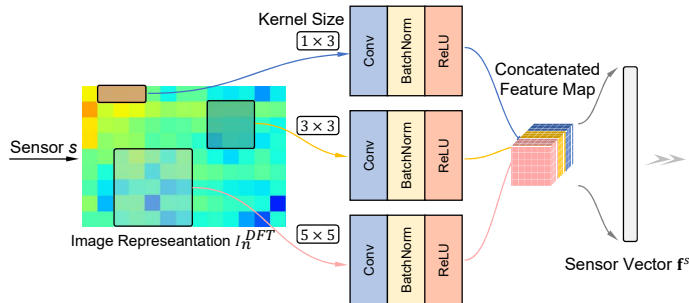 Kernel Size
1 × 3
Conv
BatchNorm
ReLU
Concatenated
Feature Map
Sensor s
3 × 3
Conv
BatchNorm
ReLU
5 × 5
Conv
BatchNorm
ReLU
Image Represeantation I_n^DFT
Sensor Vector f^s